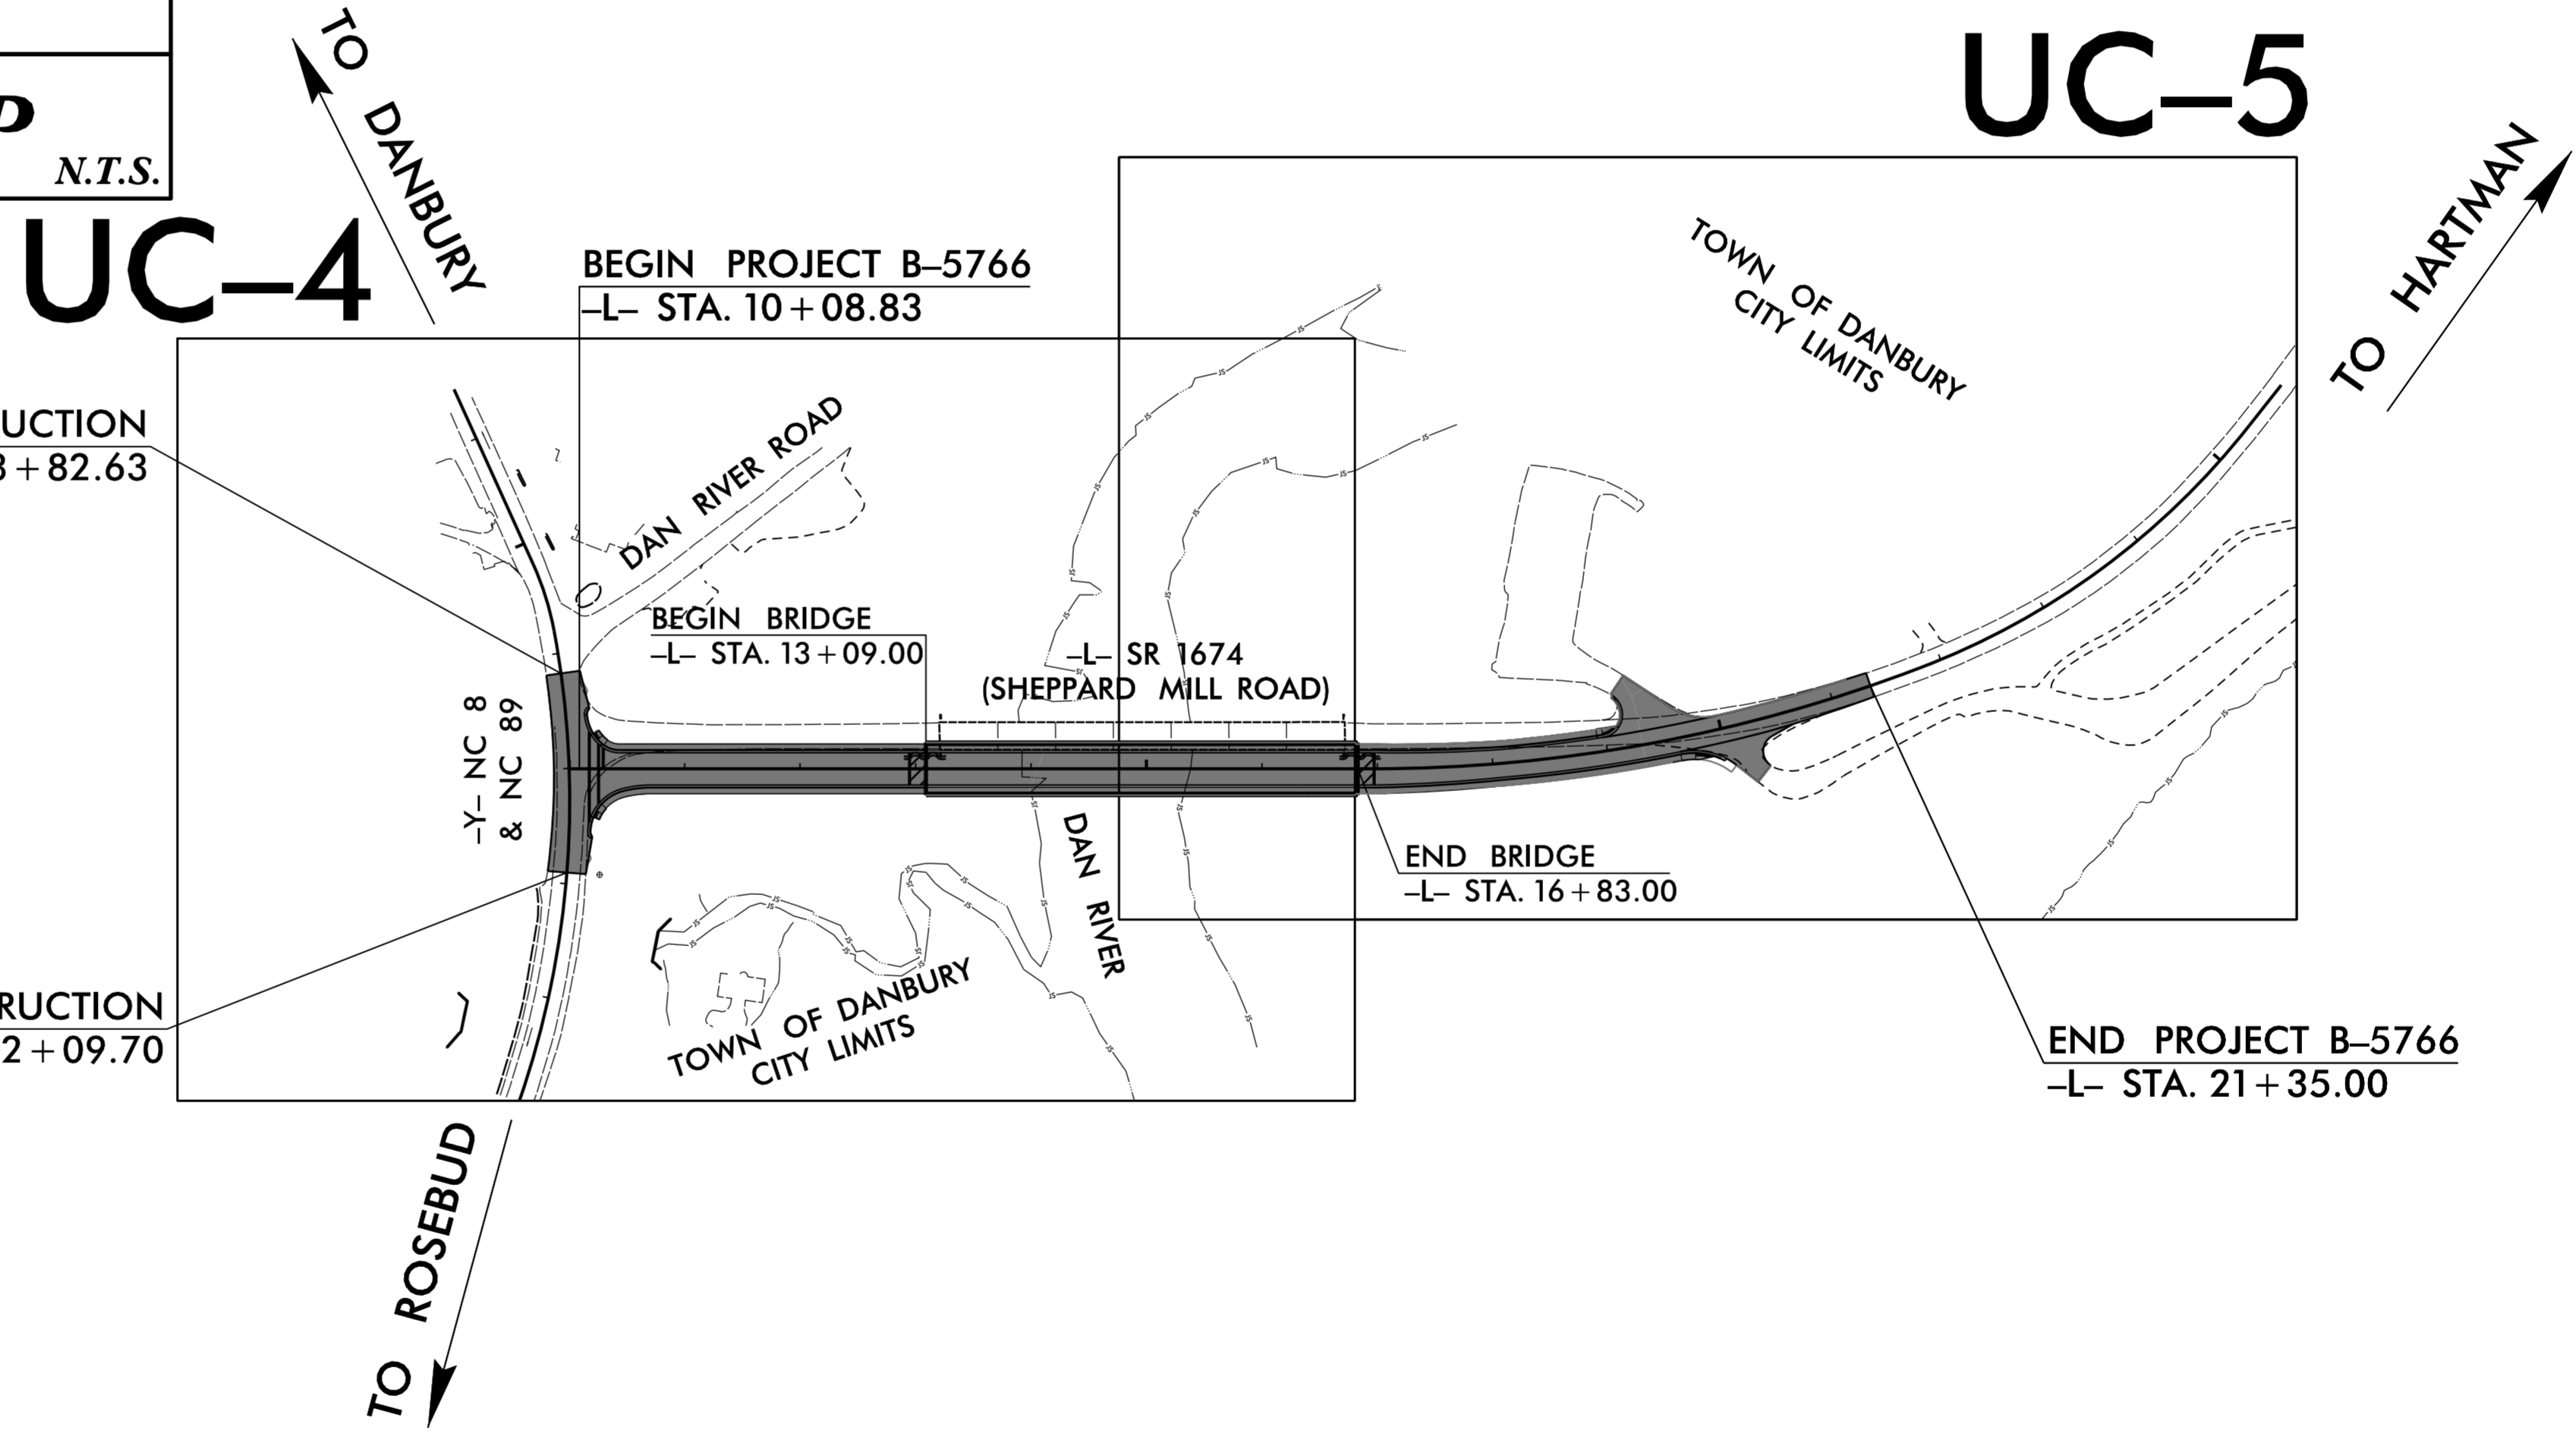 P
N.T.S.
UC–4
UC–5
TO DANBURY
TO HARTMAN
BEGIN PROJECT B–5766
–L– STA. 10+08.83
TOWN OF DANBURY
CITY LIMITS
UCTION
3+82.63
DAN RIVER ROAD
BEGIN BRIDGE
–L– STA. 13+09.00
–L– SR 1674
(SHEPPARD MILL ROAD)
–Y– NC 8
& NC 89
DAN RIVER
END BRIDGE
–L– STA. 16+83.00
TOWN OF DANBURY
CITY LIMITS
RUCTION
2+09.70
END PROJECT B–5766
–L– STA. 21+35.00
TO ROSEBUD